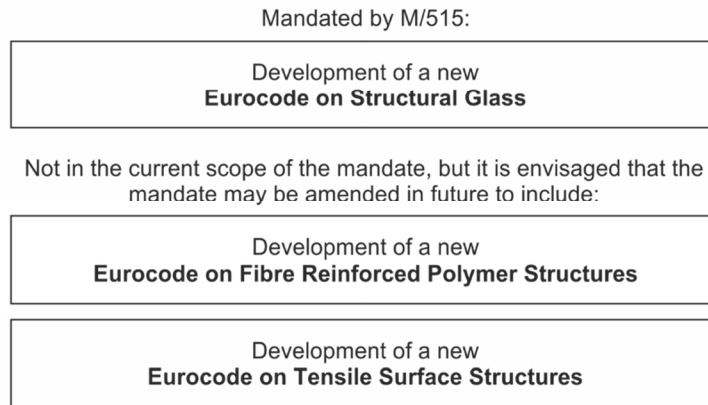 Mandated by M/515:
Development of a new
Eurocode on Structural Glass
Not in the current scope of the mandate, but it is envisaged that the
mandate may be amended in future to include:
Development of a new
Eurocode on Fibre Reinforced Polymer Structures
Development of a new
Eurocode on Tensile Surface Structures